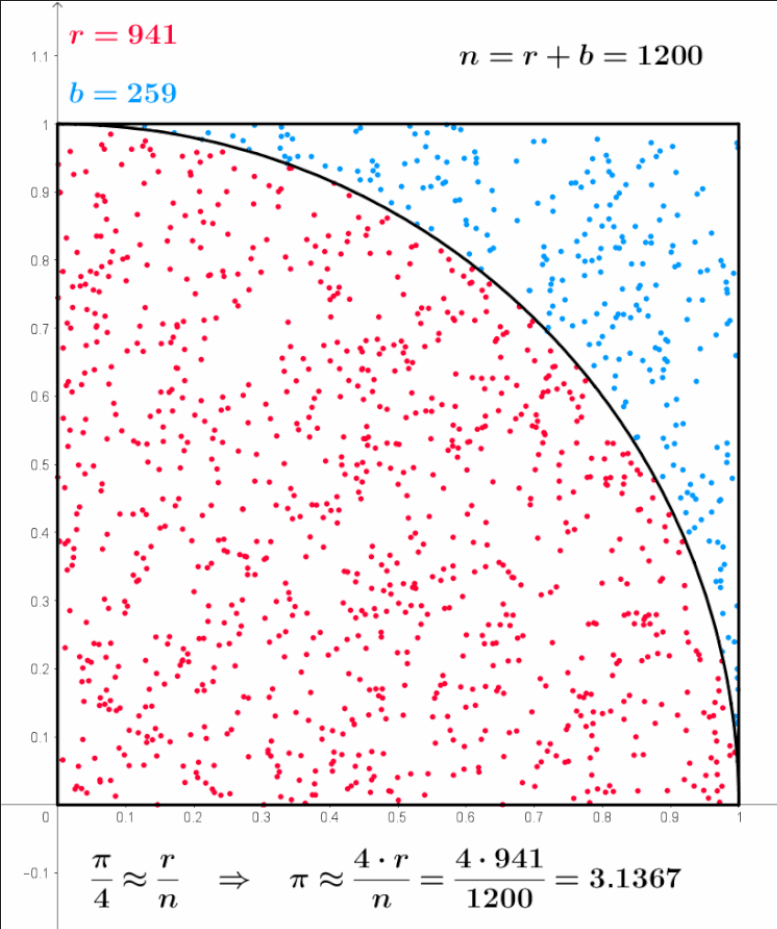 r = 941
n = r + b = 1200
1.1
b = 259
1
0.9
0.8
0.7
0.6
0.5
0.4
0.3
0.2
0.1
0 0.1 0.2 0.3 0.4 0.5 0.6 0.7 0.8 0.9 1
−0.1
π/4 ≈ r/n ⇒ π ≈ 4 · r/n = 4 · 941/1200 = 3.1367